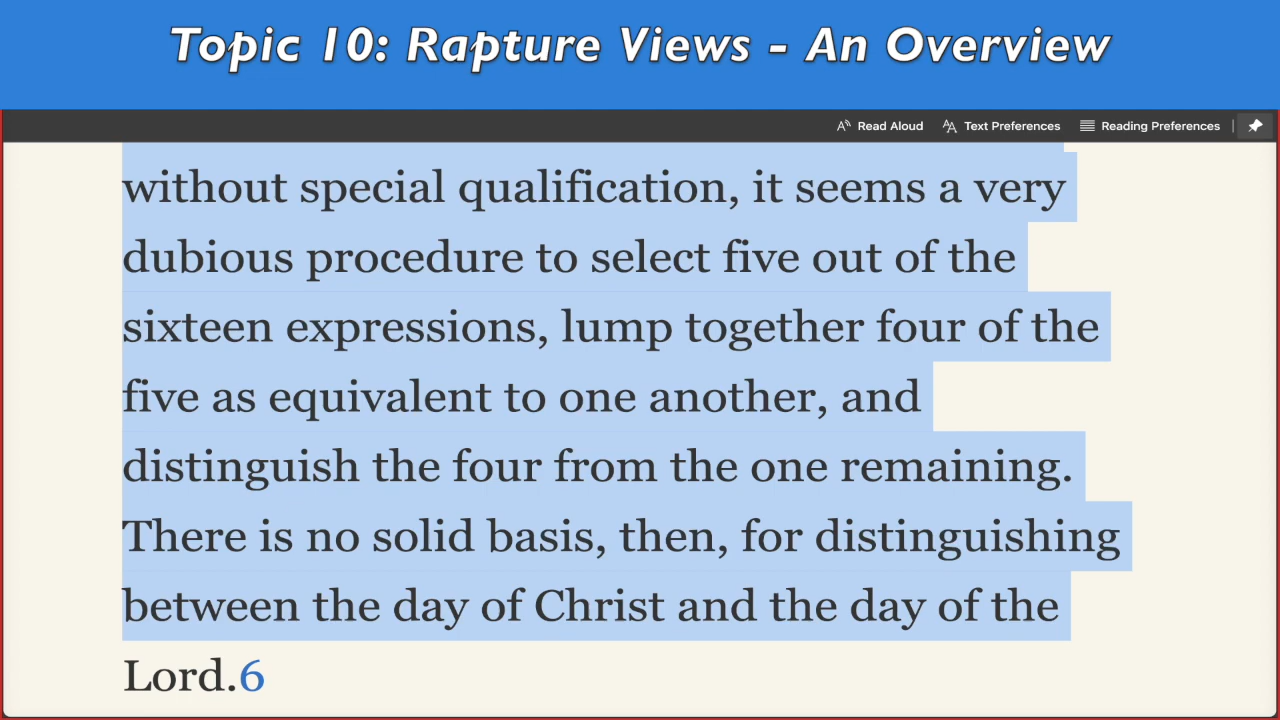 Topic 10: Rapture Views - An Overview
Read Aloud Text Preferences Reading Preferences
without special qualification, it seems a very
dubious procedure to select five out of the
sixteen expressions, lump together four of the
five as equivalent to one another, and
distinguish the four from the one remaining.
There is no solid basis, then, for distinguishing
between the day of Christ and the day of the
Lord.6